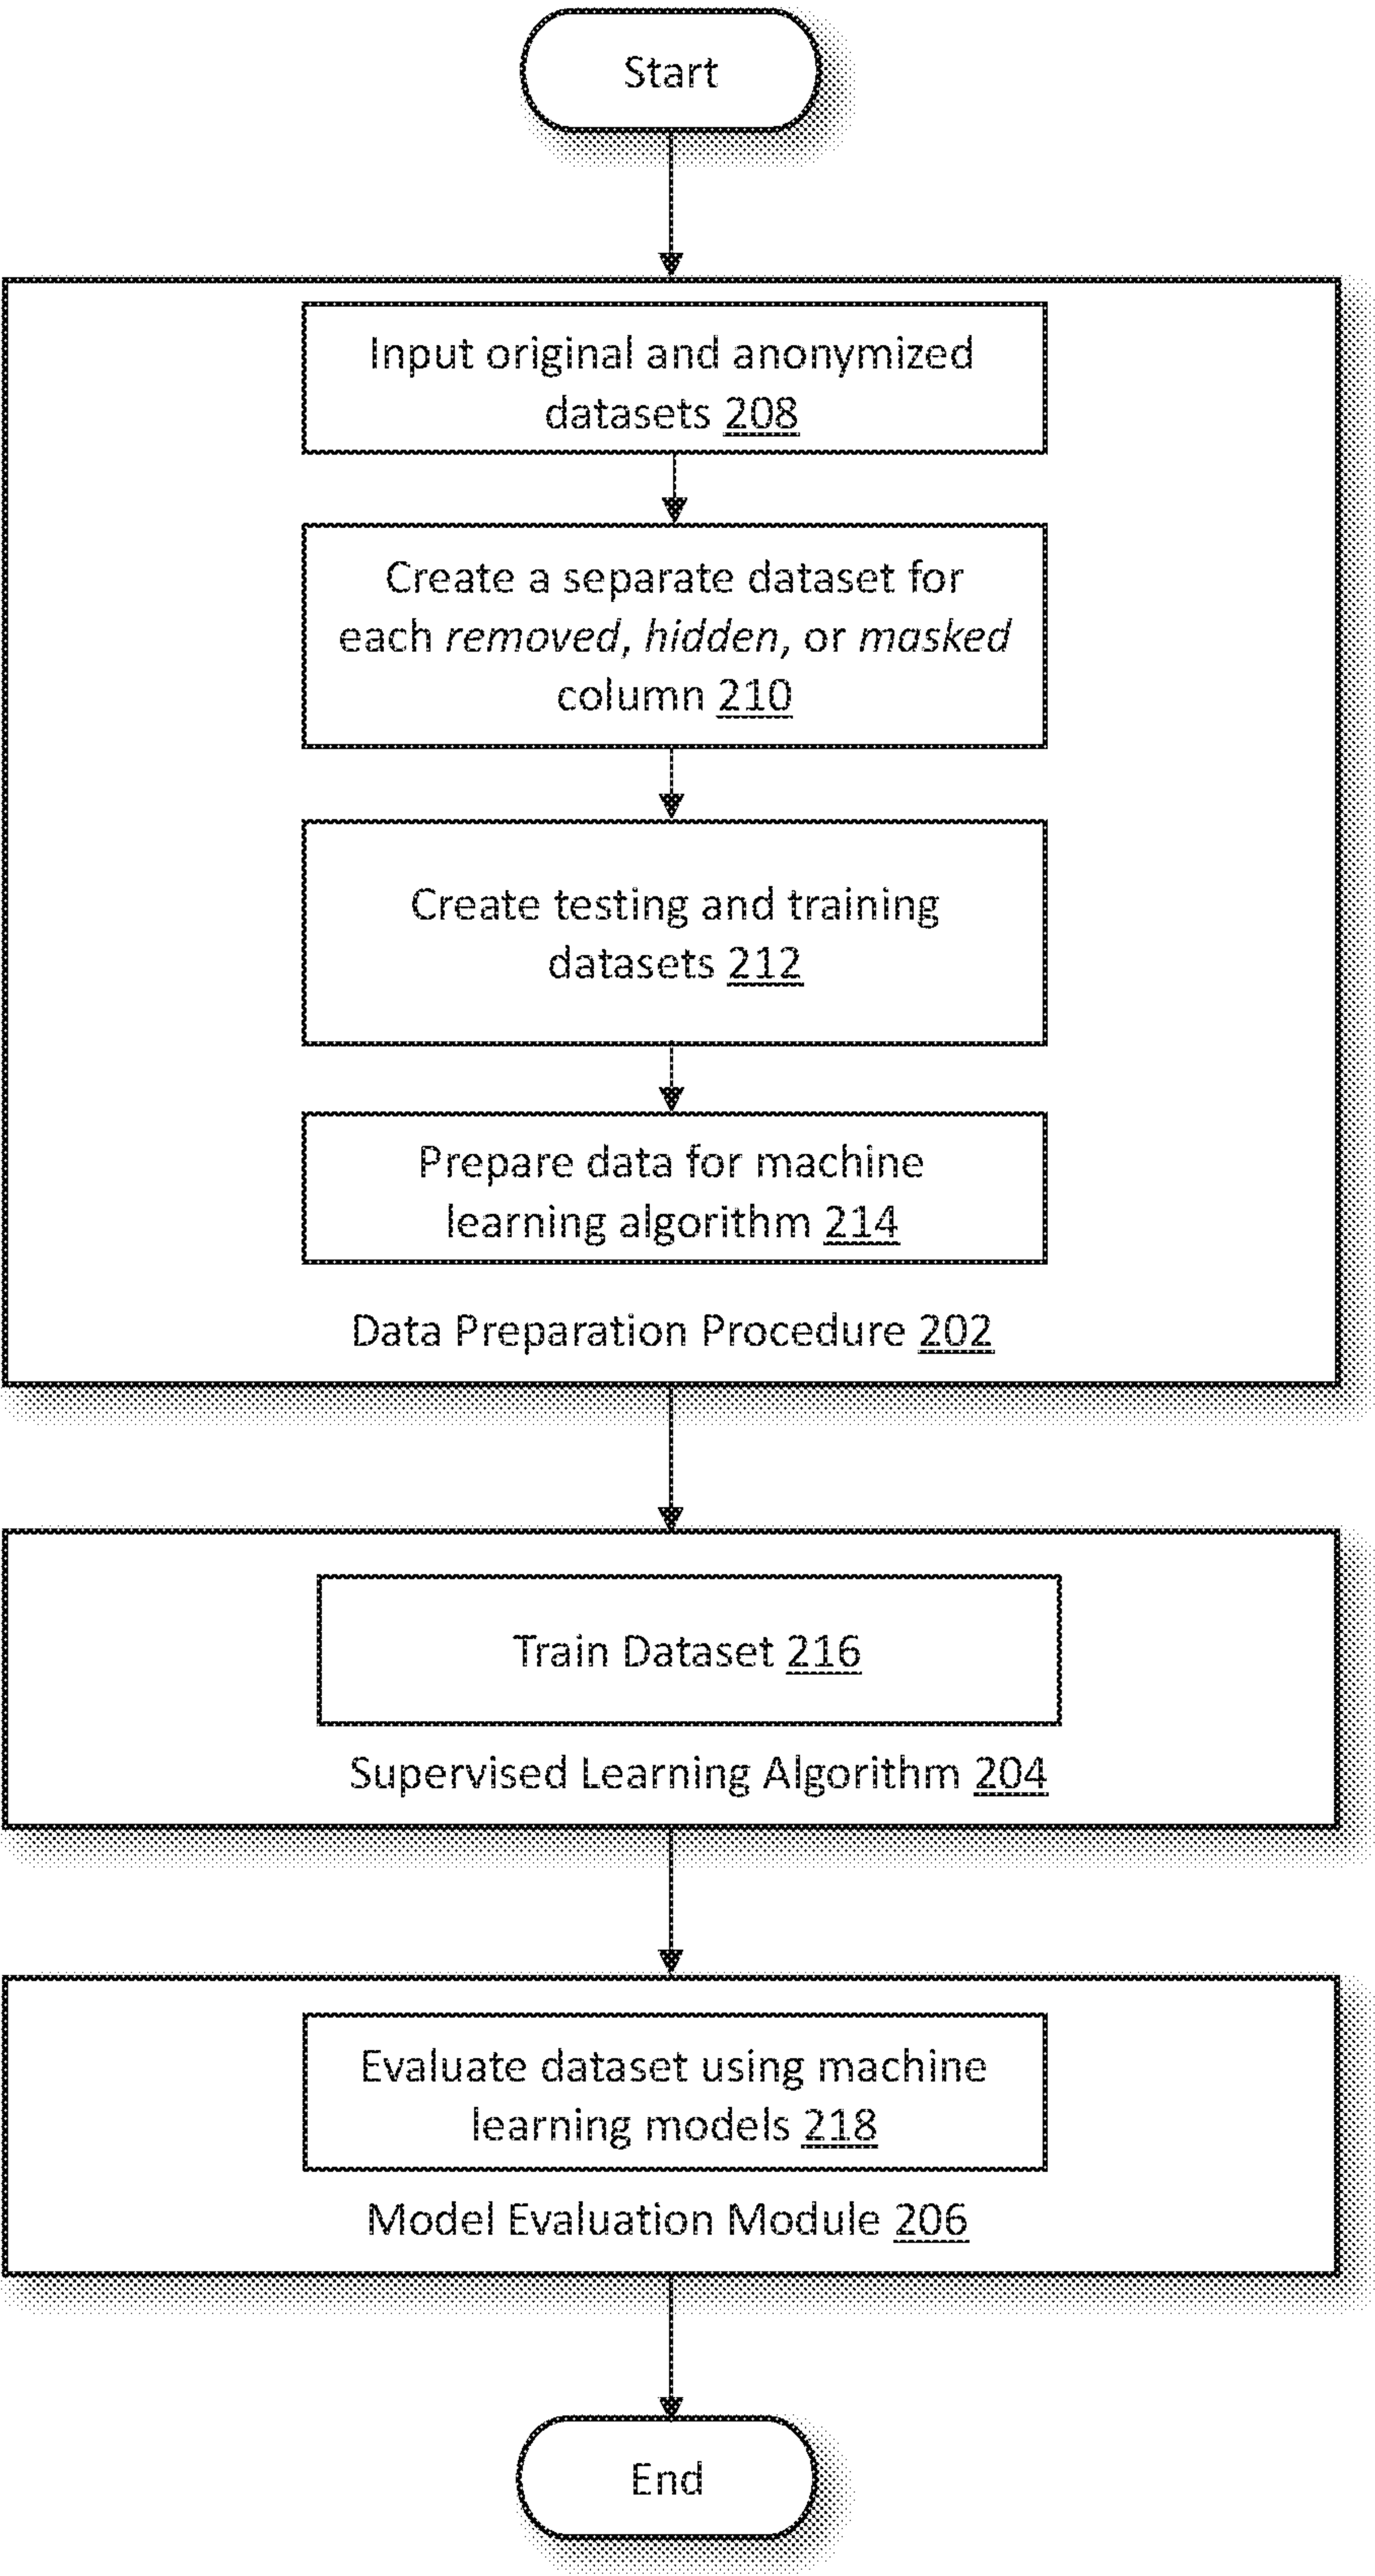 Start
Input original and anonymized
datasets 208
Create a separate dataset for
each removed, hidden, or masked
column 210
Create testing and training
datasets 212
Prepare data for machine
learning algorithm 214
Data Preparation Procedure 202
Train Dataset 216
Supervised Learning Algorithm 204
Evaluate dataset using machine
learning models 218
Model Evaluation Module 206
End